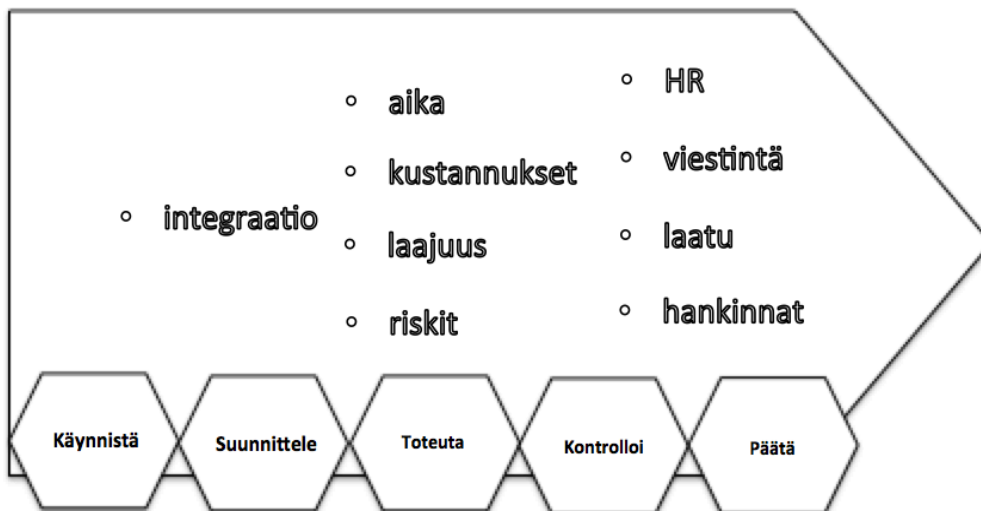 integraatio
aika
kustannukset
laajuus
riskit
HR
viestintä
laatu
hankinnat
Käynnistä
Suunnittele
Toteuta
Kontrolloi
Päätä